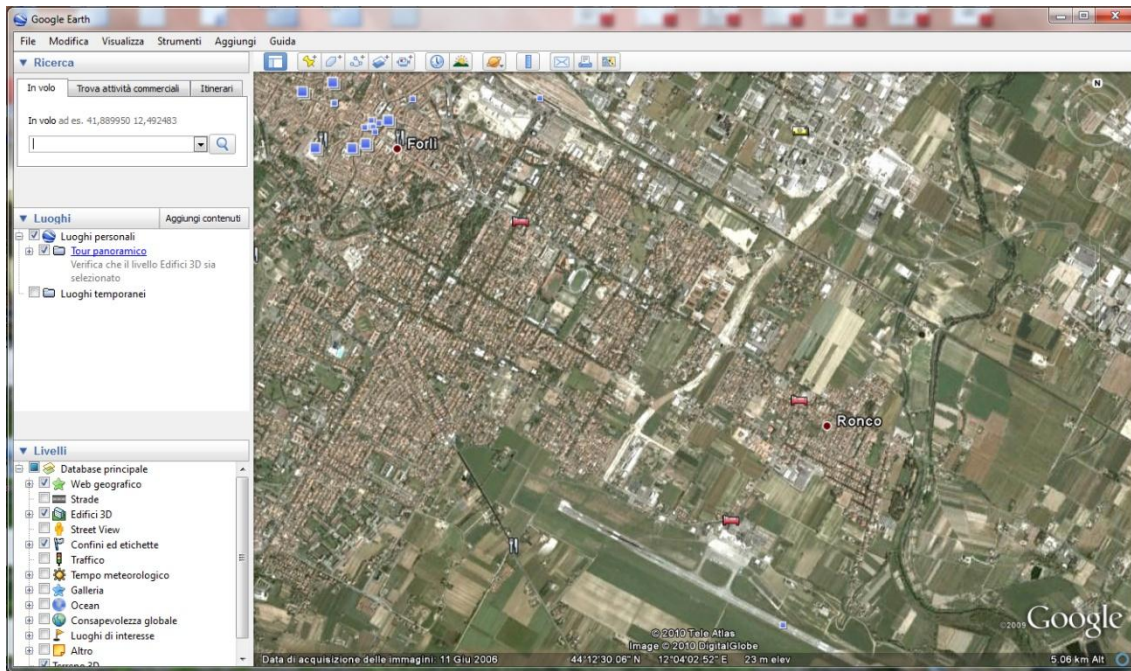 Google Earth
File Modifica Visualizza Strumenti Aggiungi Guida
Ricerca
In volo Trova attività commerciali Itinerari
In volo ad es. 41,889950 12,492483
Luoghi Aggiungi contenuti
Luoghi personali
Tour panoramico
Verifica che il livello Edifici 3D sia
selezionato
Luoghi temporanei
Livelli
Database principale
Web geografico
Strade
Edifici 3D
Street View
Confini ed etichette
Traffico
Tempo meteorologico
Galleria
Ocean
Consapevolezza globale
Luoghi di interesse
Altro
Terreno 3D
N
Forlì
Ronco
© 2010 Tele Atlas
Image © 2010 DigitalGlobe
©2009 Google
Data di acquisizione delle immagini: 11 Giu 2006 44°12'30.06" N 12°04'02.52" E 23 m elev 5.06 km Alt